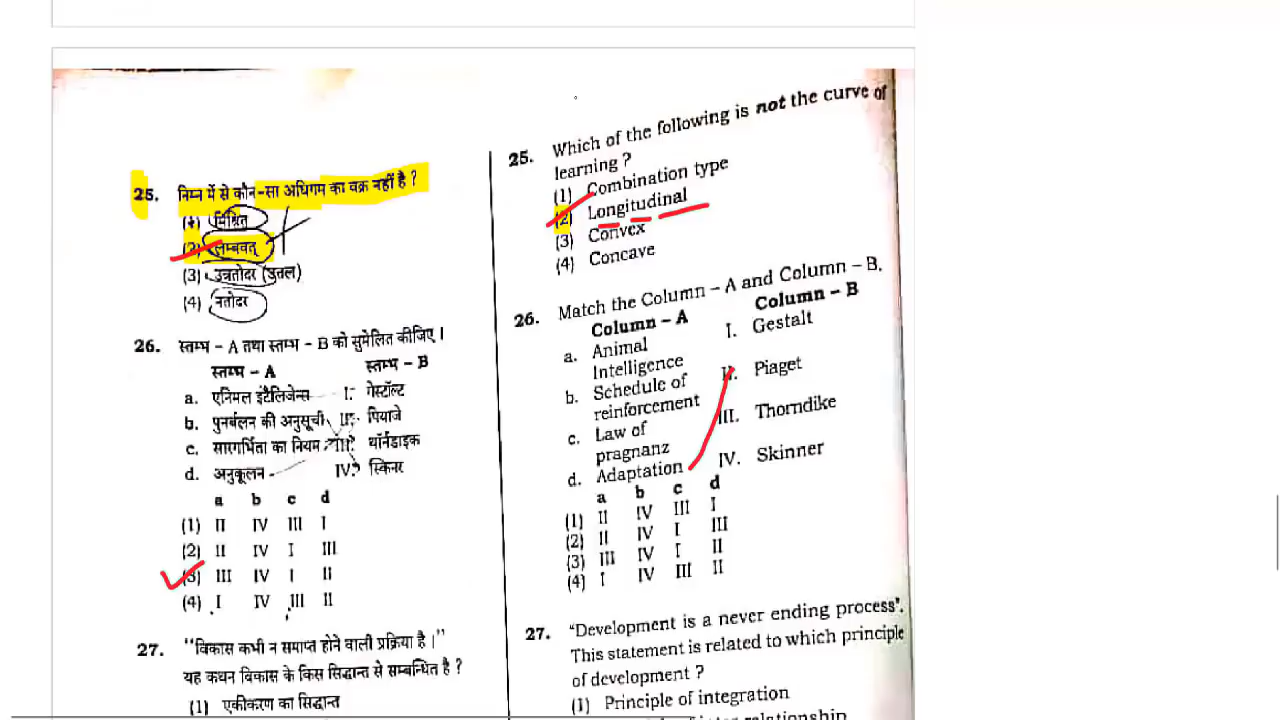 25. निम्न में से कौन-सा अधिगम का वक्र नहीं है ?
(1) मिश्रित
(2) लम्बवत्
(3) उन्नतोदर (उत्तल)
(4) नतोदर
26. स्तम्भ – A तथा स्तम्भ – B को सुमेलित कीजिए ।
स्तम्भ – A स्तम्भ – B
a. एनिमल इंटैलिजेन्स I. गेस्टॉल्ट
b. पुनर्बलन की अनुसूची II. पियाजे
c. सारगर्भिता का नियम III. थॉर्नडाइक
d. अनुकूलन IV. स्किनर
a b c d
(1) II IV III I
(2) II IV I III
(3) III IV I II
(4) I IV III II
27. “विकास कभी न समाप्त होने वाली प्रक्रिया है ।”
यह कथन विकास के किस सिद्धान्त से सम्बन्धित है ?
(1) एकीकरण का सिद्धान्त
25. Which of the following is not the curve of
learning ?
(1) Combination type
(2) Longitudinal
(3) Convex
(4) Concave
26. Match the Column – A and Column – B.
Column – A Column – B
a. Animal I. Gestalt
Intelligence
b. Schedule of II. Piaget
reinforcement
c. Law of III. Thorndike
pragnanz
d. Adaptation IV. Skinner
a b c d
(1) II IV III I
(2) II IV I III
(3) III IV I II
(4) I IV III II
27. “Development is a never ending process”.
This statement is related to which principle
of development ?
(1) Principle of integration
relationship